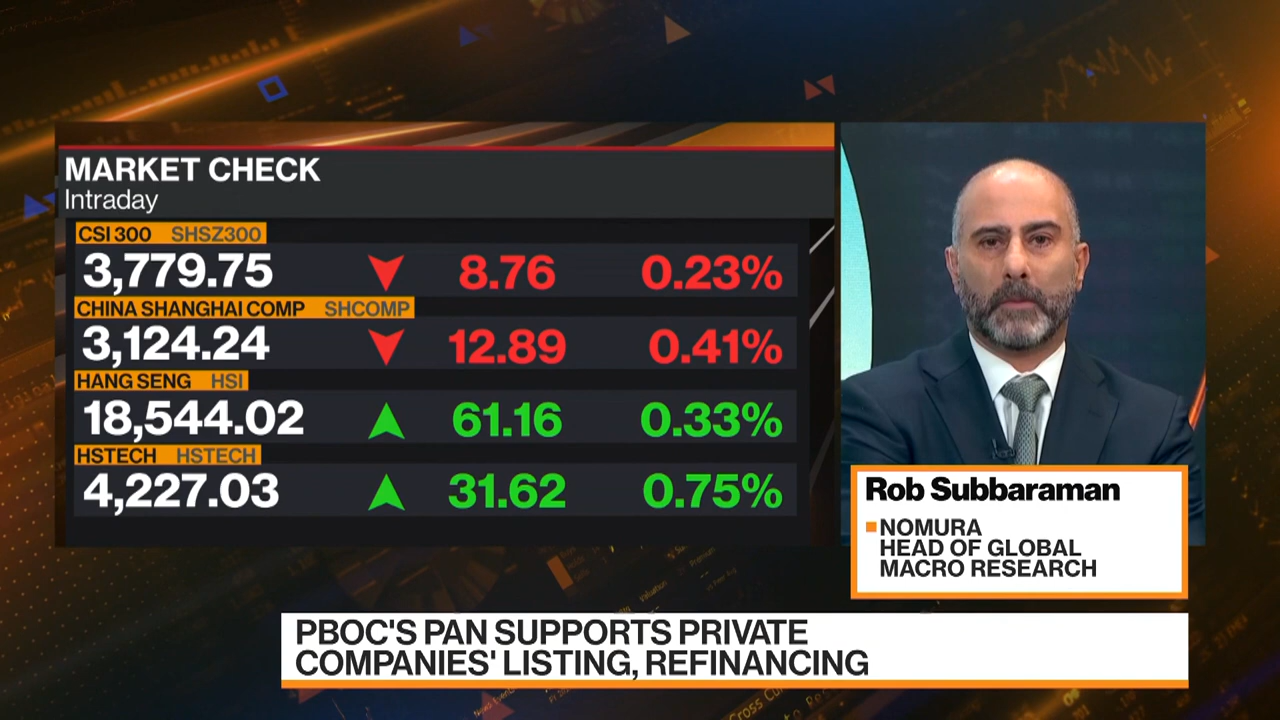 MARKET CHECK
Intraday
CSI 300 SHSZ300
3,779.75 8.76 0.23%
CHINA SHANGHAI COMP SHCOMP
3,124.24 12.89 0.41%
HANG SENG HSI
18,544.02 61.16 0.33%
HSTECH HSTECH
4,227.03 31.62 0.75%
Rob Subbaraman
NOMURA
HEAD OF GLOBAL
MACRO RESEARCH
PBOC'S PAN SUPPORTS PRIVATE
COMPANIES' LISTING, REFINANCING